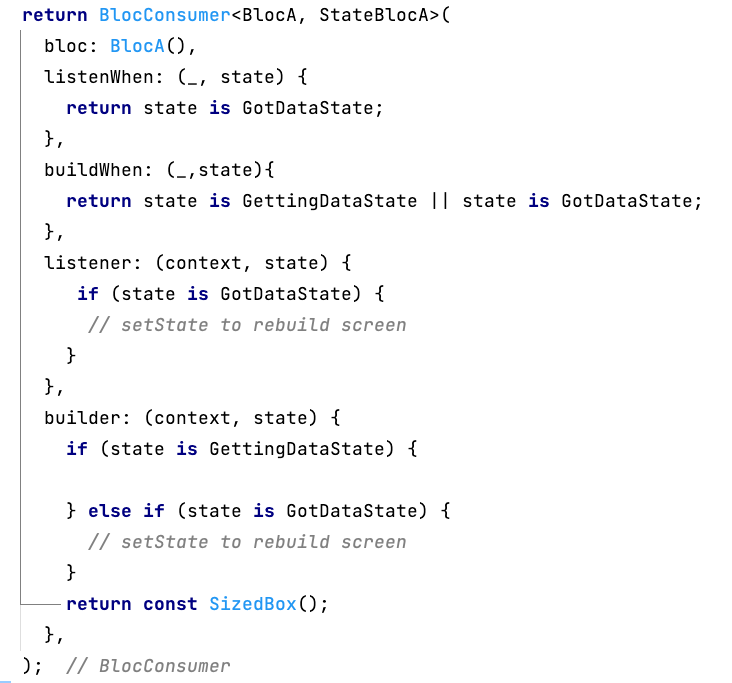 return BlocConsumer<BlocA, StateBlocA>(
  bloc: BlocA(),
  listenWhen: (_, state) {
    return state is GotDataState;
  },
  buildWhen: (_,state){
    return state is GettingDataState || state is GotDataState;
  },
  listener: (context, state) {
     if (state is GotDataState) {
      // setState to rebuild screen
    }
  },
  builder: (context, state) {
    if (state is GettingDataState) {

    } else if (state is GotDataState) {
      // setState to rebuild screen
    }
    return const SizedBox();
  },
);  // BlocConsumer